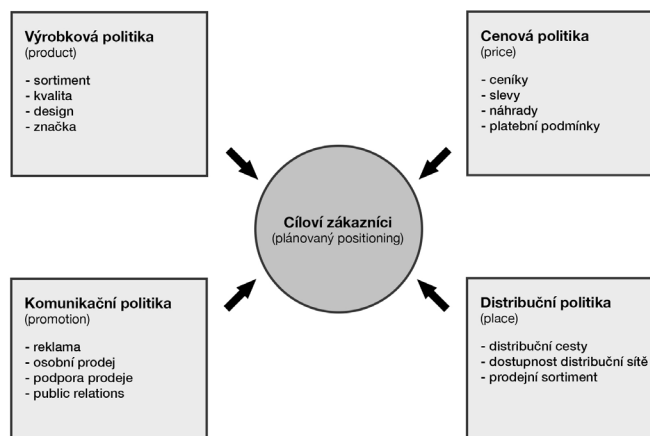 Výrobková politika
(product)
- sortiment
- kvalita
- design
- značka
Cenová politika
(price)
- ceníky
- slevy
- náhrady
- platební podmínky
Cíloví zákazníci
(plánovaný positioning)
Komunikační politika
(promotion)
- reklama
- osobní prodej
- podpora prodeje
- public relations
Distribuční politika
(place)
- distribuční cesty
- dostupnost distribuční sítě
- prodejní sortiment